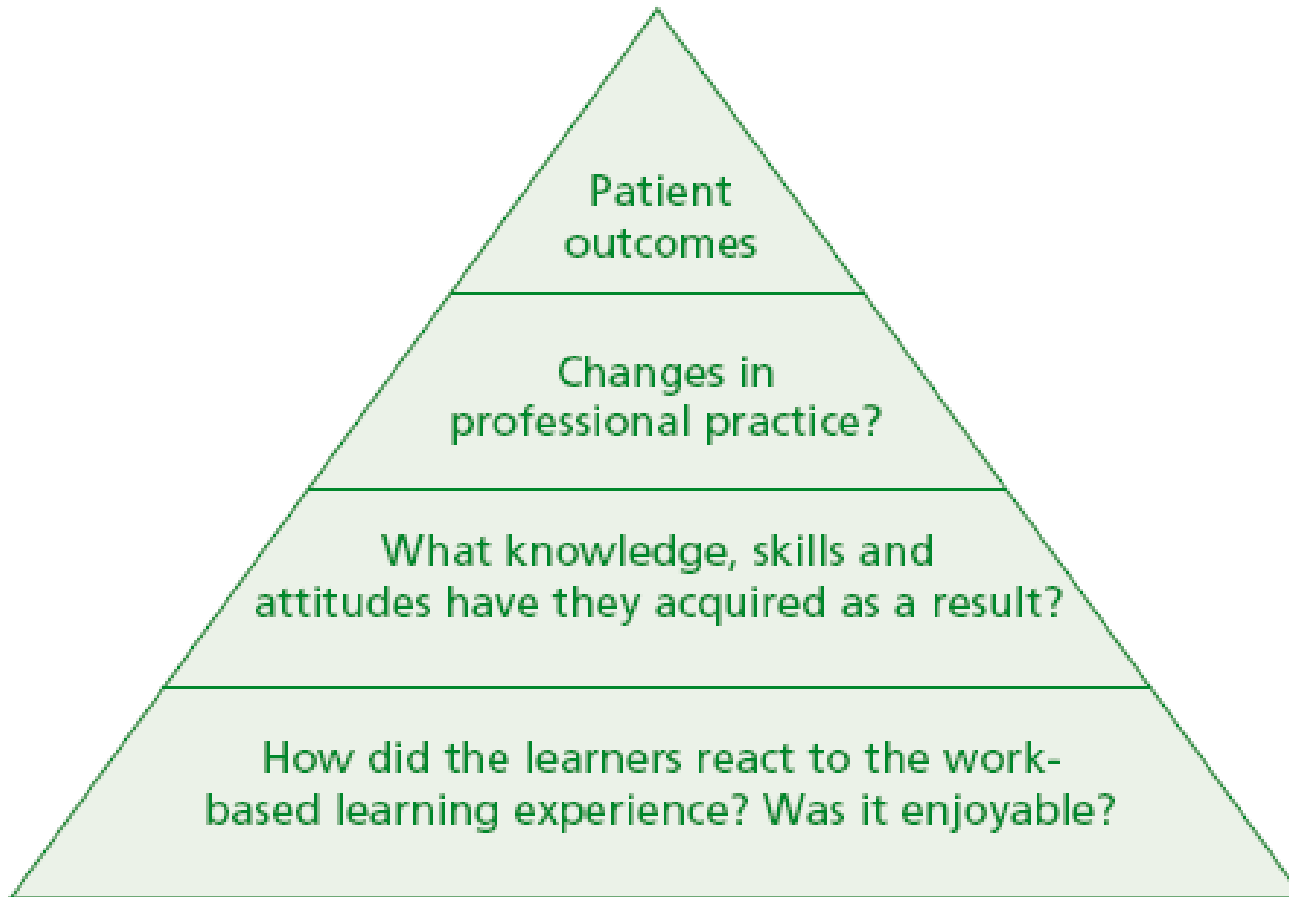 Patient
outcomes
Changes in
professional practice?
What knowledge, skills and
attitudes have they acquired as a result?
How did the learners react to the work-
based learning experience? Was it enjoyable?